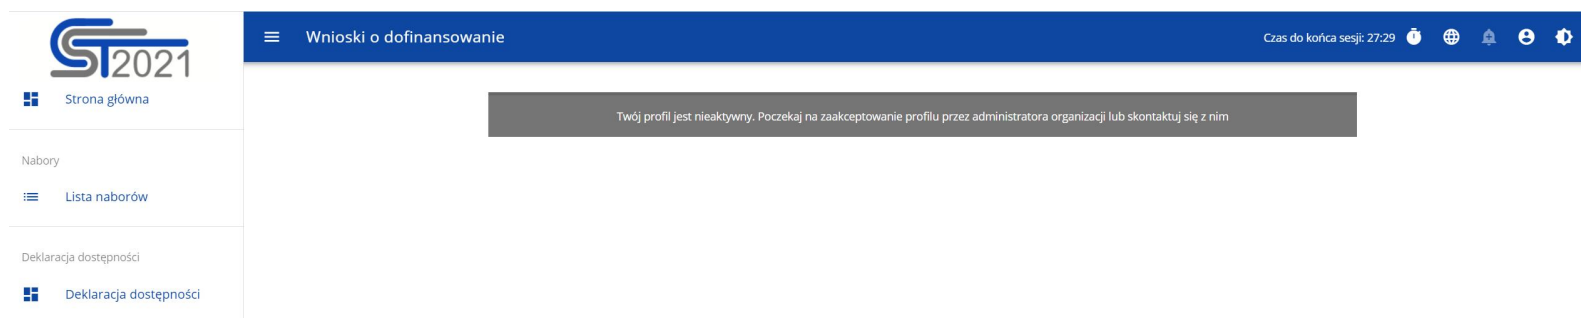 CST2021
Wnioski o dofinansowanie
Czas do końca sesji: 27:29
Strona główna
Twój profil jest nieaktywny. Poczekaj na zaakceptowanie profilu przez administratora organizacji lub skontaktuj się z nim
Nabory
Lista naborów
Deklaracja dostępności
Deklaracja dostępności